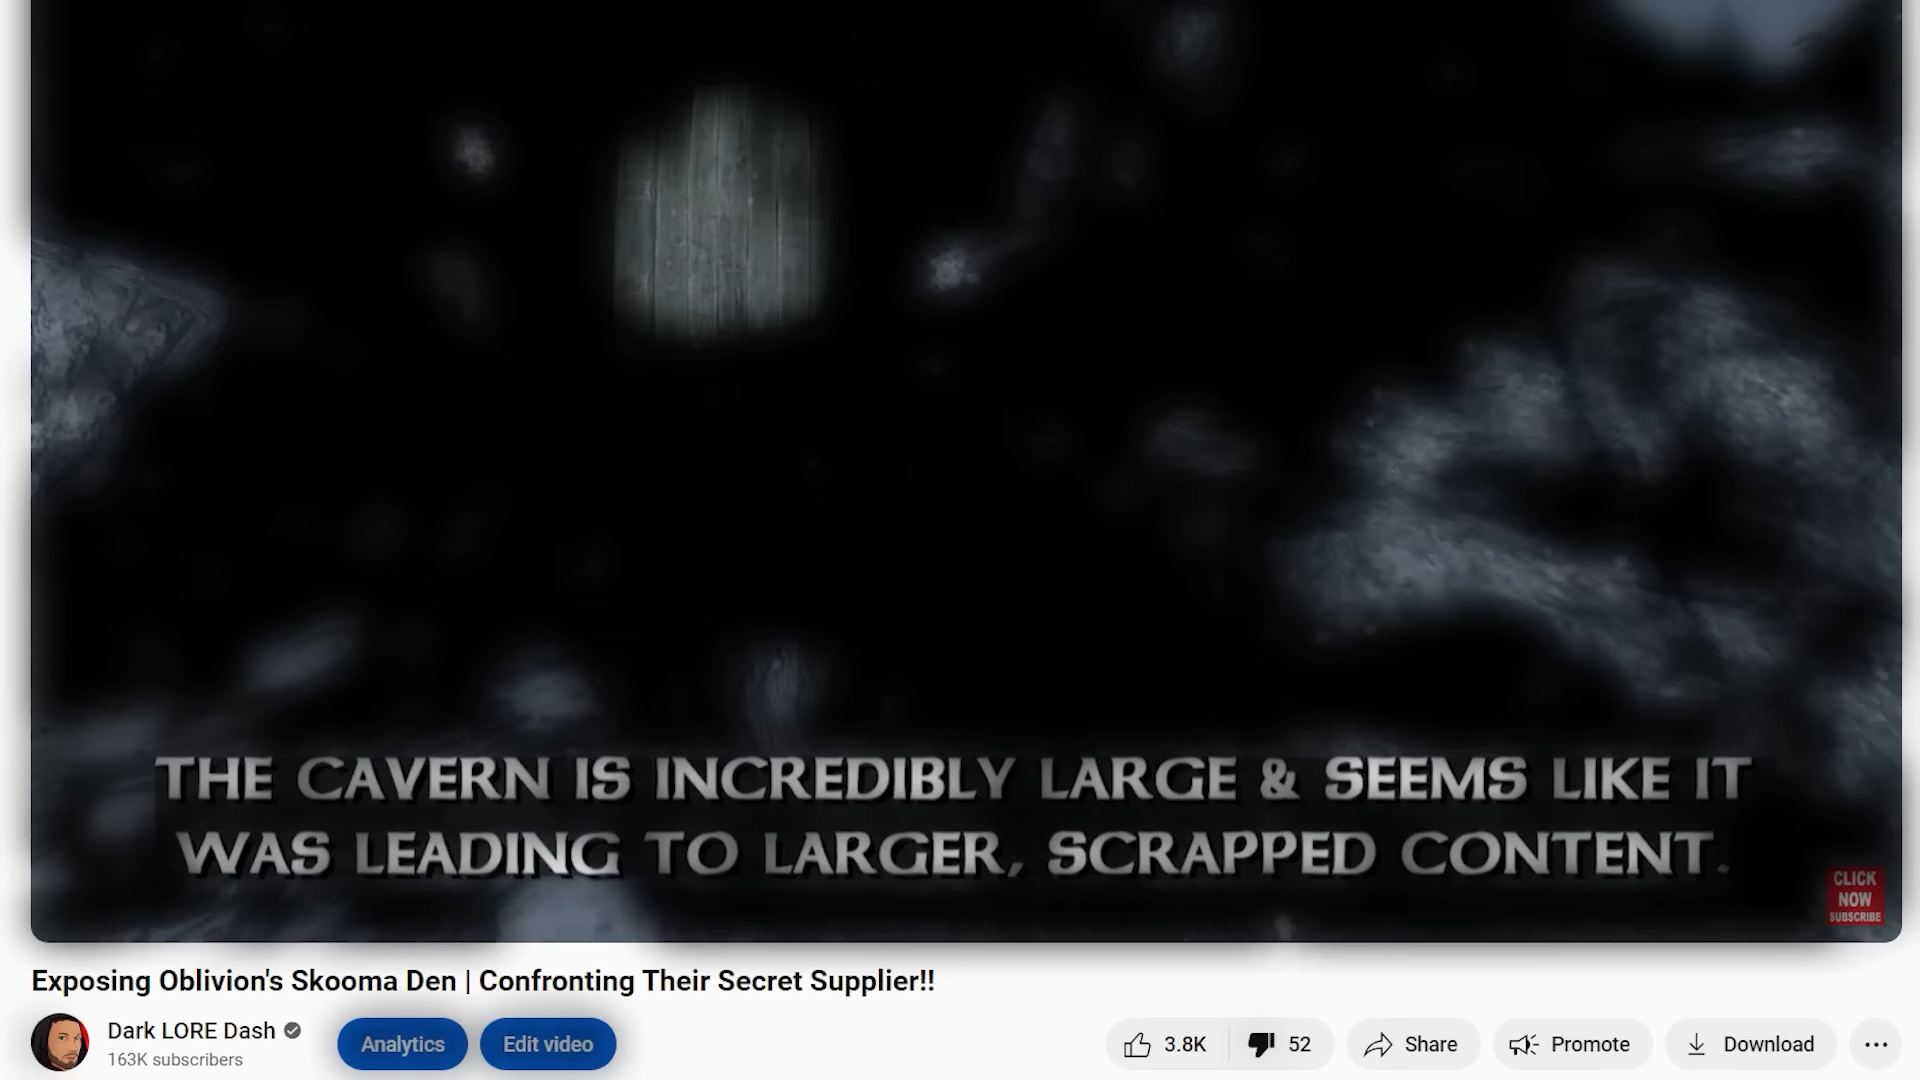 THE CAVERN IS INCREDIBLY LARGE & SEEMS LIKE IT
WAS LEADING TO LARGER, SCRAPPED CONTENT.
CLICK
NOW
SUBSCRIBE
Exposing Oblivion's Skooma Den | Confronting Their Secret Supplier!!
Dark LORE Dash
163K subscribers
Analytics
Edit video
3.8K
52
Share
Promote
Download